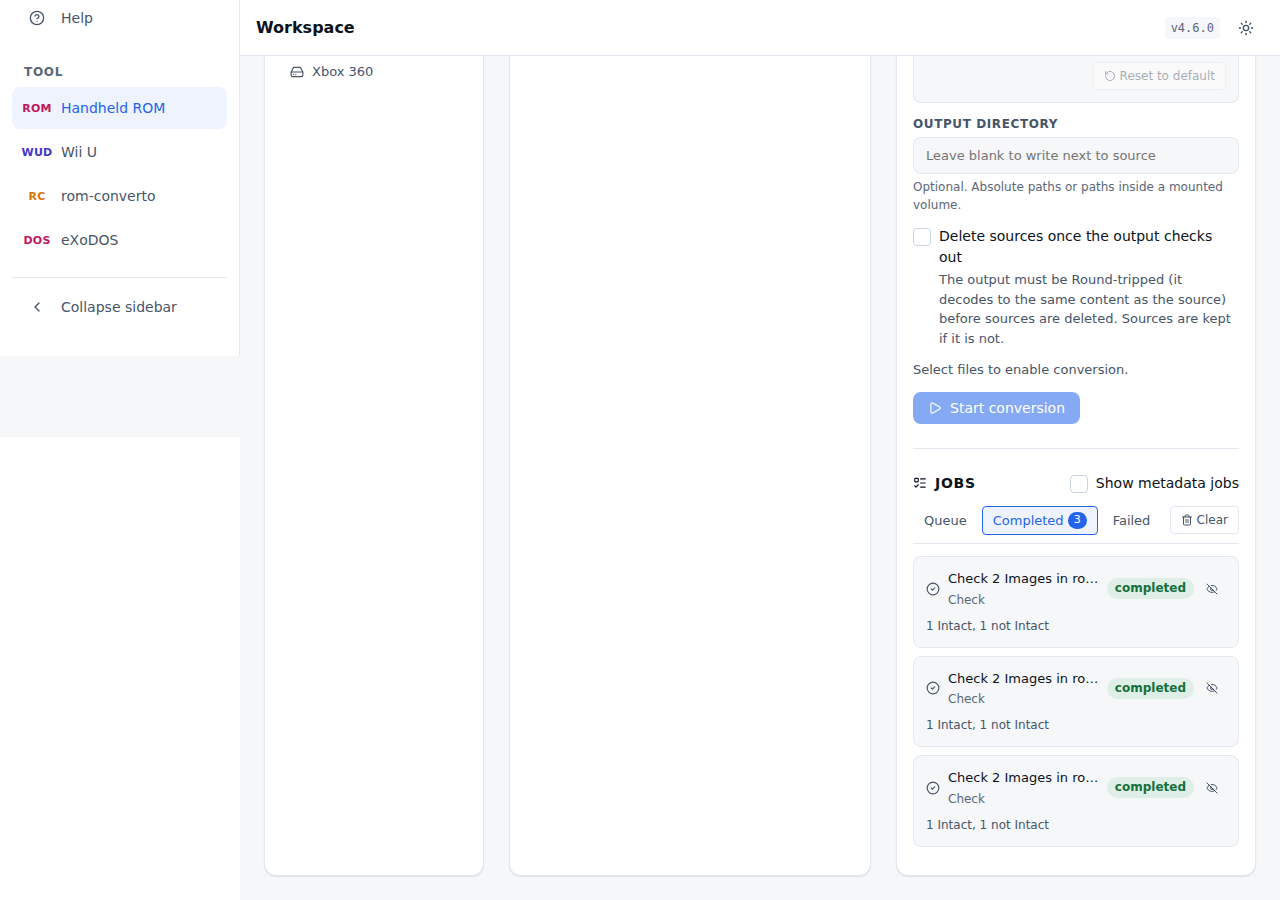 Help
TOOL
ROM Handheld ROM
WUD Wii U
RC rom-converto
DOS eXoDOS
Collapse sidebar
Workspace
v4.6.0
Xbox 360
Reset to default
OUTPUT DIRECTORY
Leave blank to write next to source
Optional. Absolute paths or paths inside a mounted
volume.
Delete sources once the output checks
out
The output must be Round-tripped (it
decodes to the same content as the source)
before sources are deleted. Sources are kept
if it is not.
Select files to enable conversion.
Start conversion
JOBS
Show metadata jobs
Queue Completed 3 Failed Clear
Check 2 Images in ro... completed
Check
1 Intact, 1 not Intact
Check 2 Images in ro... completed
Check
1 Intact, 1 not Intact
Check 2 Images in ro... completed
Check
1 Intact, 1 not Intact